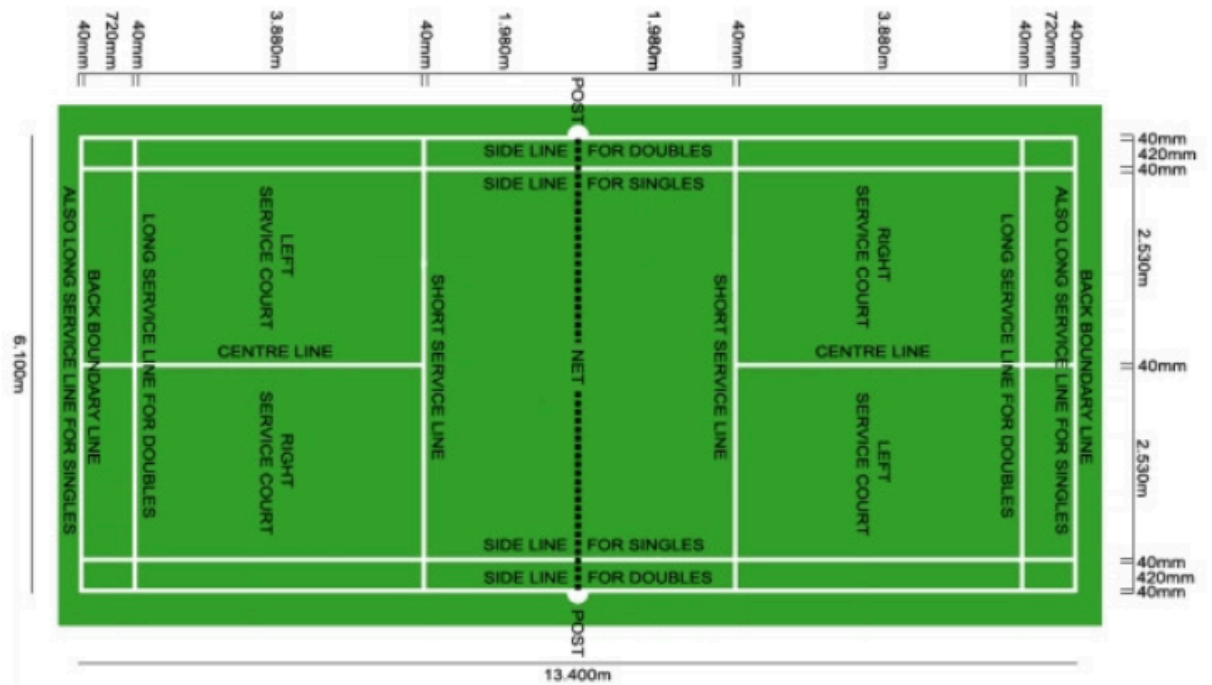 40mm
720mm
40mm
3.880m
40mm
1.980m
1.980m
40mm
3.880m
40mm
720mm
40mm
POST
SIDE LINE FOR DOUBLES
SIDE LINE FOR SINGLES
40mm
420mm
40mm
2.530m
40mm
2.530m
40mm
420mm
40mm
6.100m
ALSO LONG SERVICE LINE FOR SINGLES
BACK BOUNDARY LINE
LONG SERVICE LINE FOR DOUBLES
LEFT
SERVICE COURT
CENTRE LINE
RIGHT
SERVICE COURT
SHORT SERVICE LINE
NET
SHORT SERVICE LINE
RIGHT
SERVICE COURT
CENTRE LINE
LEFT
SERVICE COURT
LONG SERVICE LINE FOR DOUBLES
ALSO LONG SERVICE LINE FOR SINGLES
BACK BOUNDARY LINE
SIDE LINE FOR SINGLES
SIDE LINE FOR DOUBLES
POST
13.400m